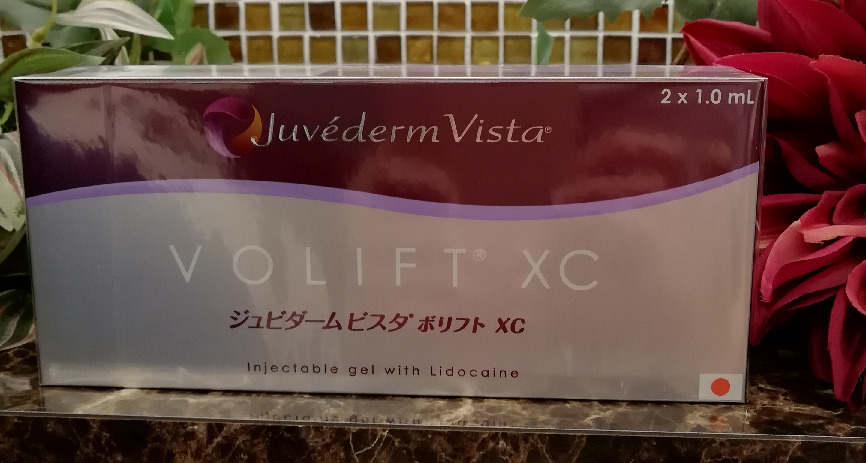 2 x 1.0 mL
Juvéderm Vista®
VOLIFT® XC
ジュビダームビスタ® ボリフト XC
Injectable gel with Lidocaine